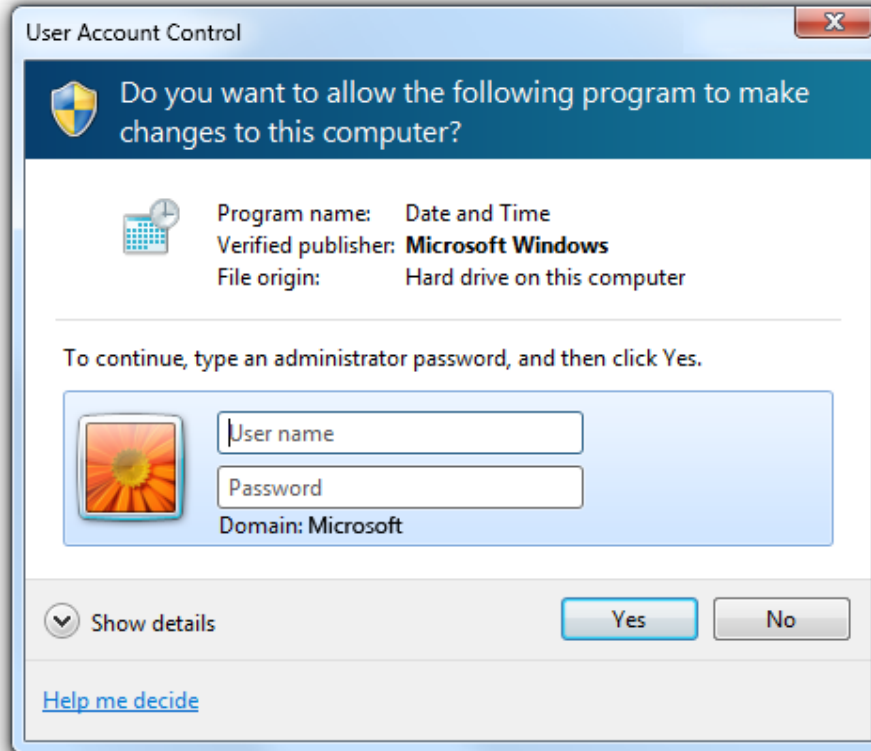 User Account Control
Do you want to allow the following program to make
changes to this computer?
Program name: Date and Time
Verified publisher: Microsoft Windows
File origin: Hard drive on this computer
To continue, type an administrator password, and then click Yes.
User name
Password
Domain: Microsoft
Show details
Yes
No
Help me decide